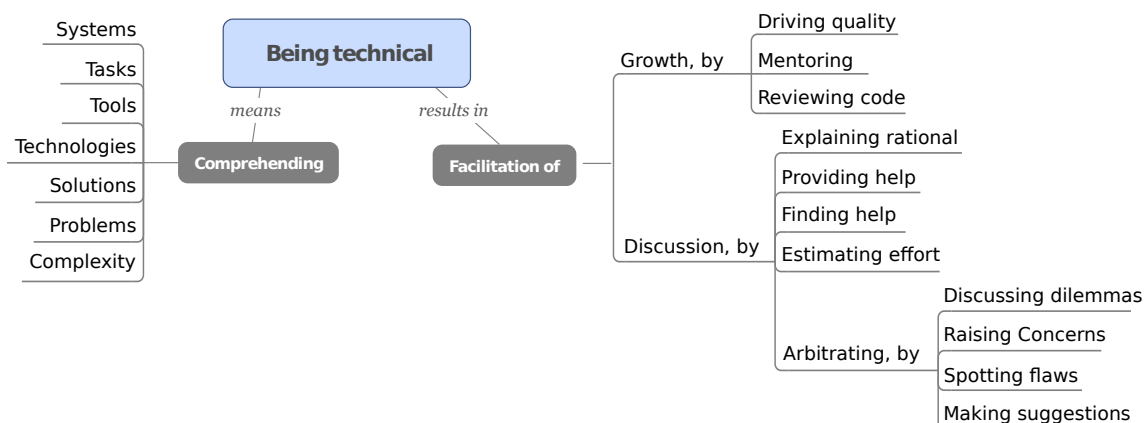 Being technical
means
results in
Comprehending
Systems
Tasks
Tools
Technologies
Solutions
Problems
Complexity
Facilitation of
Growth, by
Driving quality
Mentoring
Reviewing code
Discussion, by
Explaining rational
Providing help
Finding help
Estimating effort
Arbitrating, by
Discussing dilemmas
Raising Concerns
Spotting flaws
Making suggestions